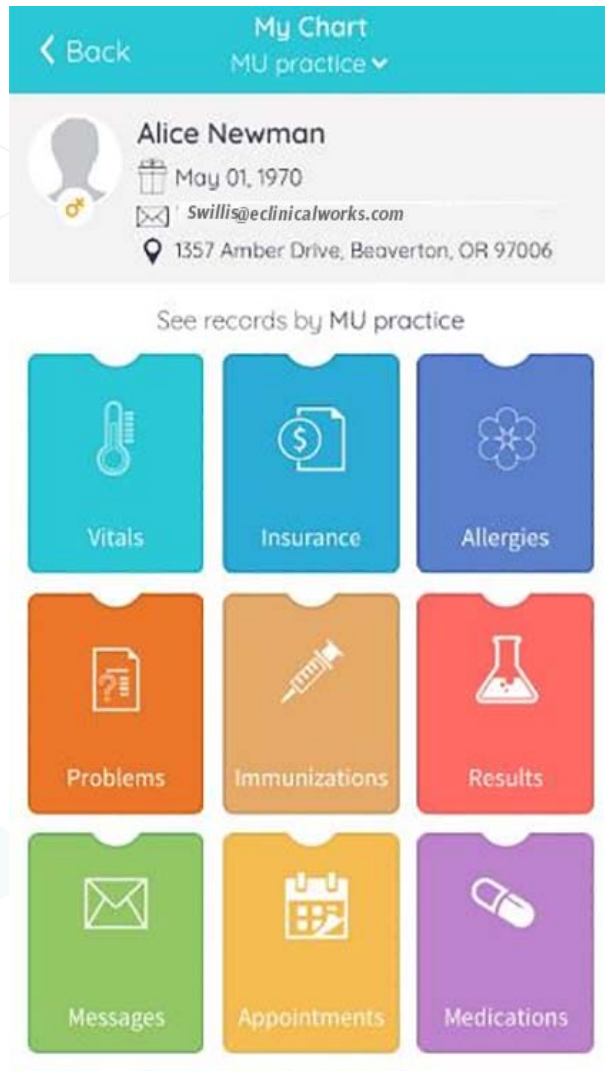 My Chart
Back
MU practice
Alice Newman
May 01, 1970
Swillis@eclinicalworks.com
1357 Amber Drive, Beaverton, OR 97006
See records by MU practice
$
Vitals Insurance Allergies
?
Problems Immunizations Results
Messages Appointments Medications